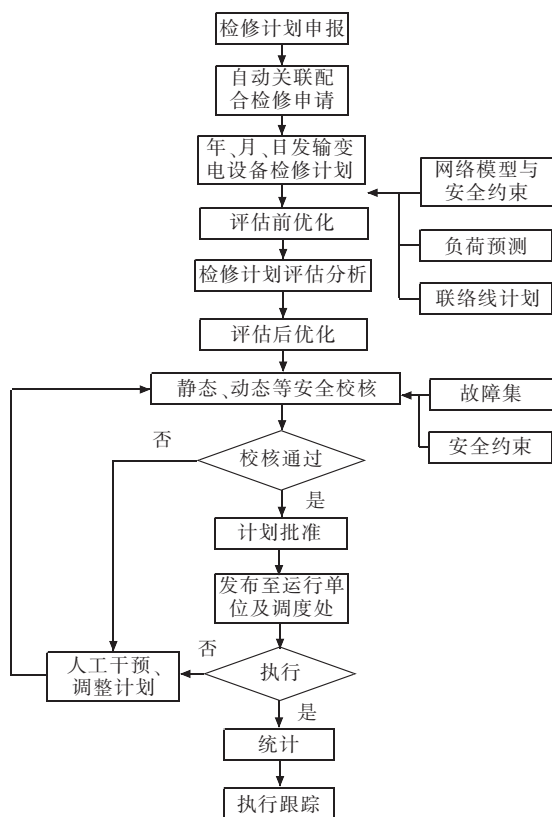 检修计划申报
自动关联配
合检修申请
年、月、日发输变
电设备检修计划
网络模型与
安全约束
评估前优化
负荷预测
检修计划评估分析
联络线计划
评估后优化
静态、动态等安全校核
故障集
安全约束
否
校核通过
是
计划批准
发布至运行单
位及调度处
人工干预、
调整计划
否
执行
是
统计
执行跟踪